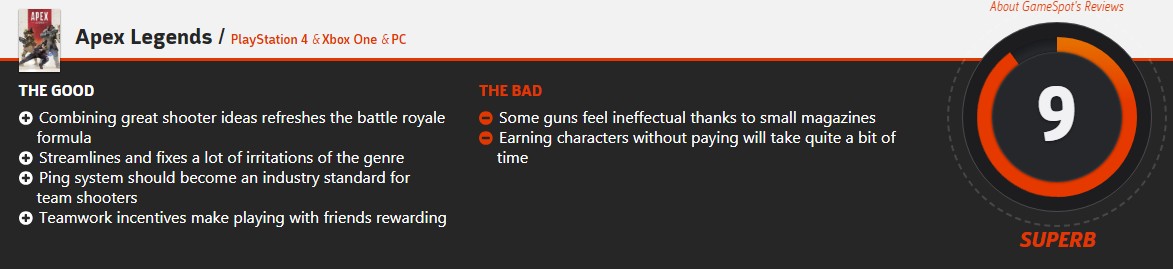 About GameSpot's Reviews
APEX
Apex Legends / PlayStation 4 & Xbox One & PC
THE GOOD
Combining great shooter ideas refreshes the battle royale
formula
Streamlines and fixes a lot of irritations of the genre
Ping system should become an industry standard for
team shooters
Teamwork incentives make playing with friends rewarding
THE BAD
Some guns feel ineffectual thanks to small magazines
Earning characters without paying will take quite a bit of
time
9
SUPERB